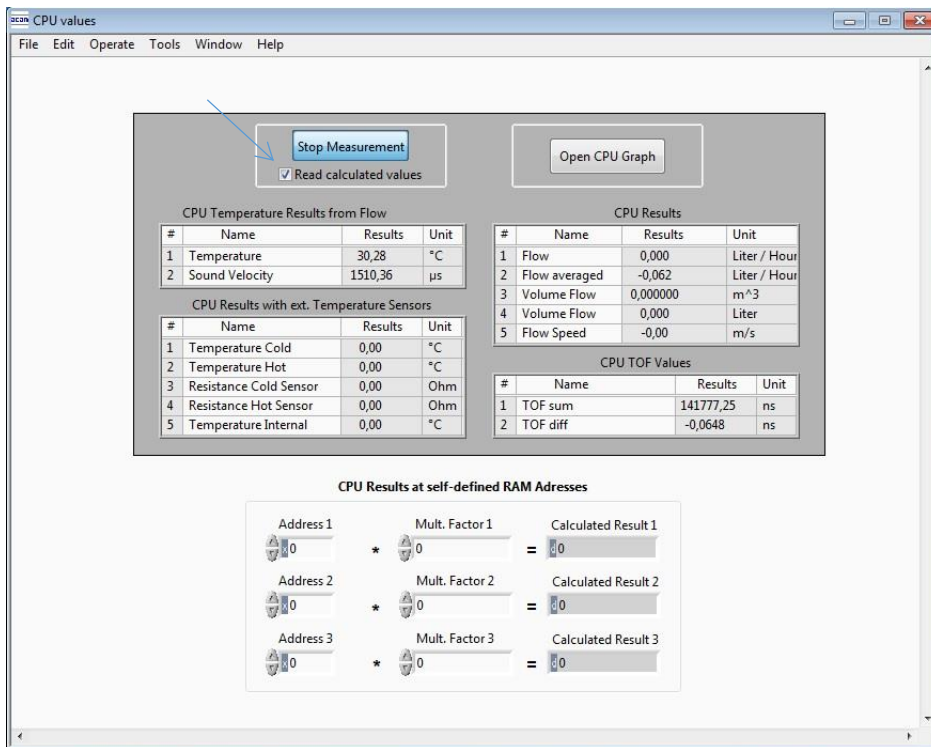 acam CPU values
File Edit Operate Tools Window Help
Stop Measurement
Read calculated values
Open CPU Graph
CPU Temperature Results from Flow
# Name Results Unit
1 Temperature 30,28 °C
2 Sound Velocity 1510,36 µs
CPU Results with ext. Temperature Sensors
# Name Results Unit
1 Temperature Cold 0,00 °C
2 Temperature Hot 0,00 °C
3 Resistance Cold Sensor 0,00 Ohm
4 Resistance Hot Sensor 0,00 Ohm
5 Temperature Internal 0,00 °C
CPU Results
# Name Results Unit
1 Flow 0,000 Liter / Hour
2 Flow averaged -0,062 Liter / Hour
3 Volume Flow 0,000000 m^3
4 Volume Flow 0,000 Liter
5 Flow Speed -0,00 m/s
CPU TOF Values
# Name Results Unit
1 TOF sum 141777,25 ns
2 TOF diff -0,0648 ns
CPU Results at self-defined RAM Adresses
Address 1 Mult. Factor 1 Calculated Result 1
x 0 * 0 = d 0
Address 2 Mult. Factor 2 Calculated Result 2
x 0 * 0 = d 0
Address 3 Mult. Factor 3 Calculated Result 3
x 0 * 0 = d 0